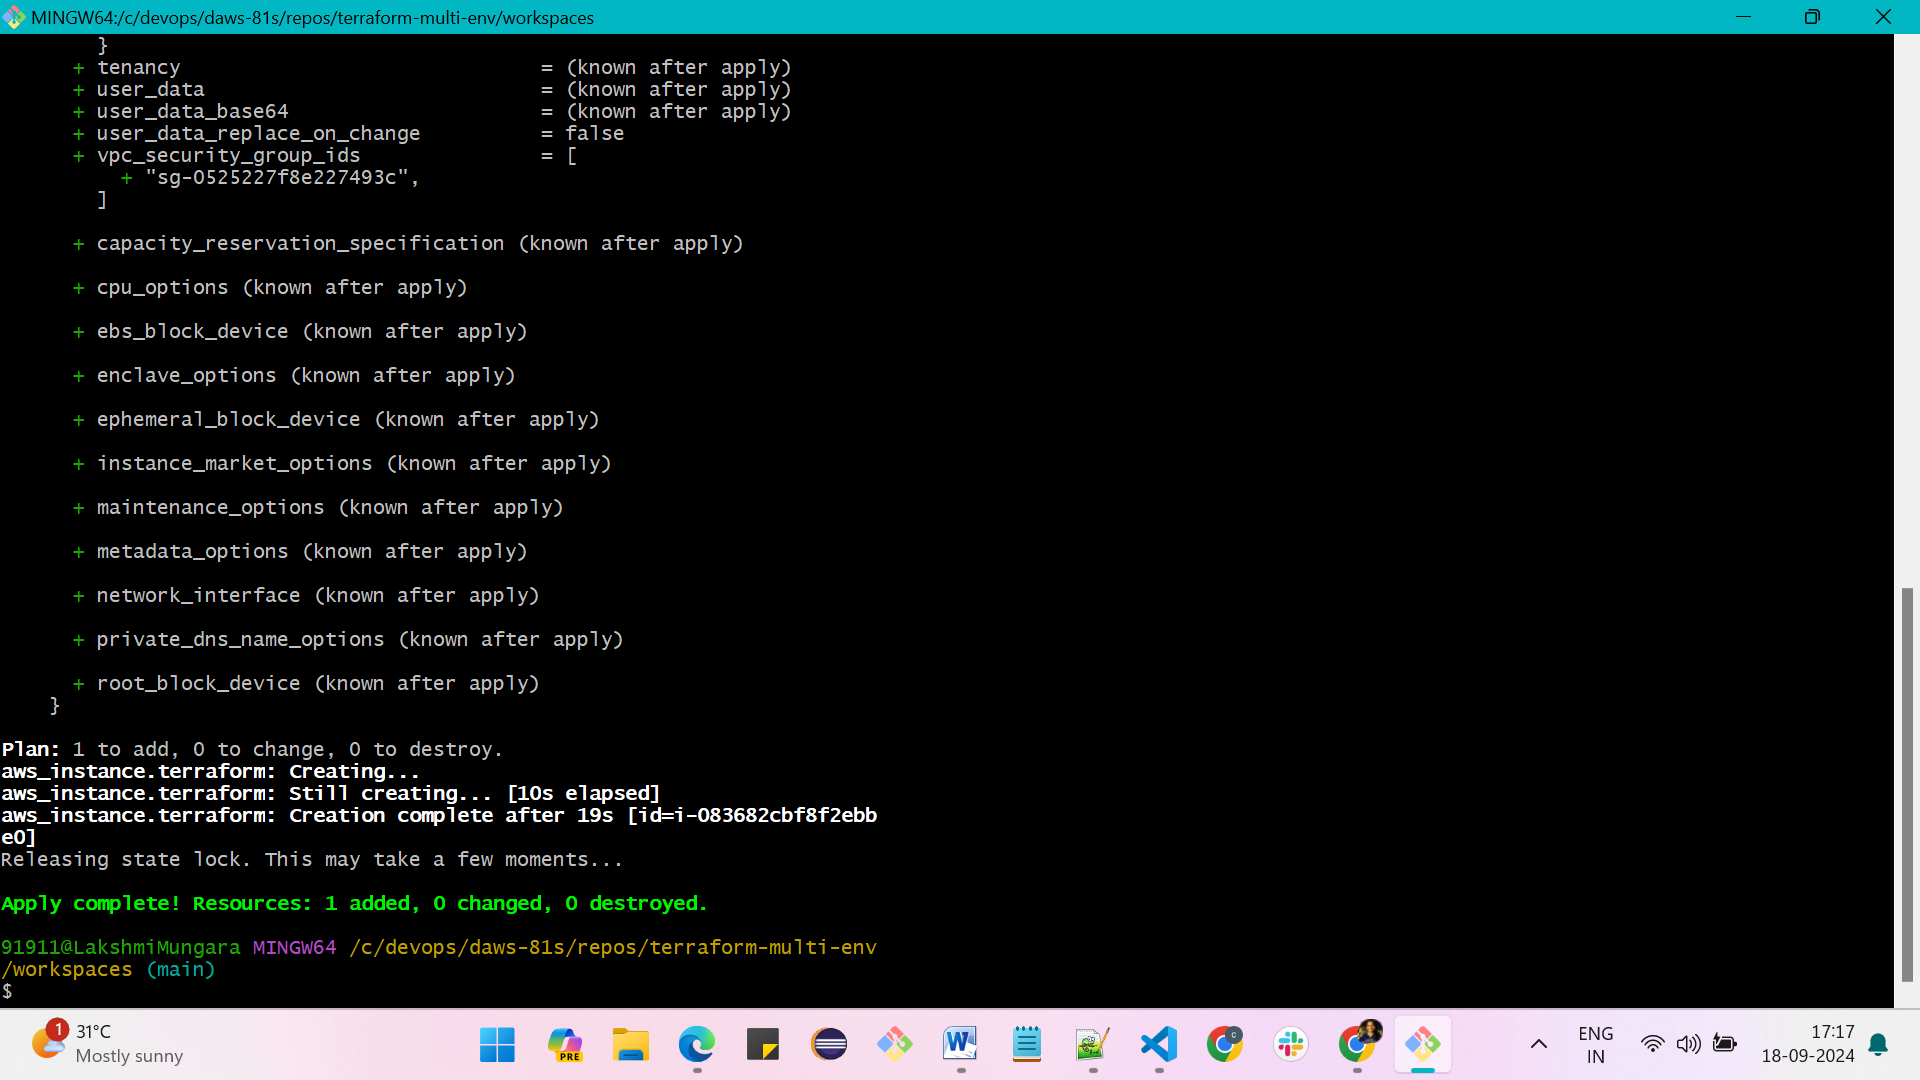 MINGW64:/c/devops/daws-81s/repos/terraform-multi-env/workspaces
}
+ tenancy = (known after apply)
+ user_data = (known after apply)
+ user_data_base64 = (known after apply)
+ user_data_replace_on_change = false
+ vpc_security_group_ids = [
+ "sg-0525227f8e227493c",
]
+ capacity_reservation_specification (known after apply)
+ cpu_options (known after apply)
+ ebs_block_device (known after apply)
+ enclave_options (known after apply)
+ ephemeral_block_device (known after apply)
+ instance_market_options (known after apply)
+ maintenance_options (known after apply)
+ metadata_options (known after apply)
+ network_interface (known after apply)
+ private_dns_name_options (known after apply)
+ root_block_device (known after apply)
}
Plan: 1 to add, 0 to change, 0 to destroy.
aws_instance.terraform: Creating...
aws_instance.terraform: Still creating... [10s elapsed]
aws_instance.terraform: Creation complete after 19s [id=i-083682cbf8f2ebb
e0]
Releasing state lock. This may take a few moments...
Apply complete! Resources: 1 added, 0 changed, 0 destroyed.
91911@LakshmiMungara MINGW64 /c/devops/daws-81s/repos/terraform-multi-env
/workspaces (main)
$
1
31°C
Mostly sunny
PRE
W
C
ENG
IN
17:17
18-09-2024